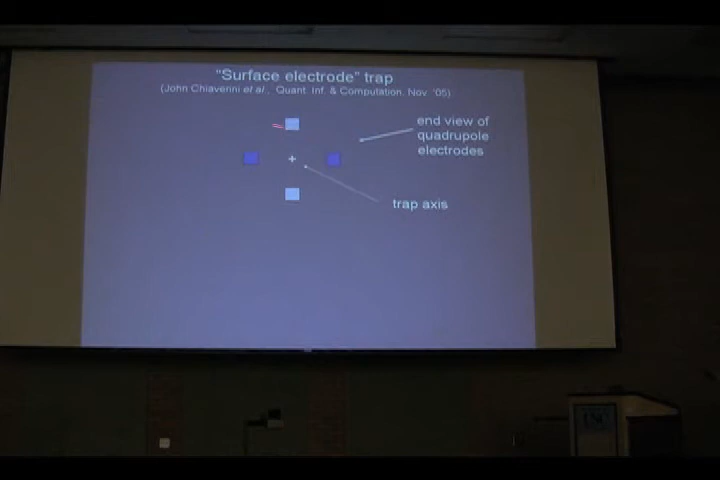 "Surface electrode" trap
(John Chiaverini et al., Quant. Inf. & Computation. Nov. '05)
end view of
quadrupole
electrodes
trap axis